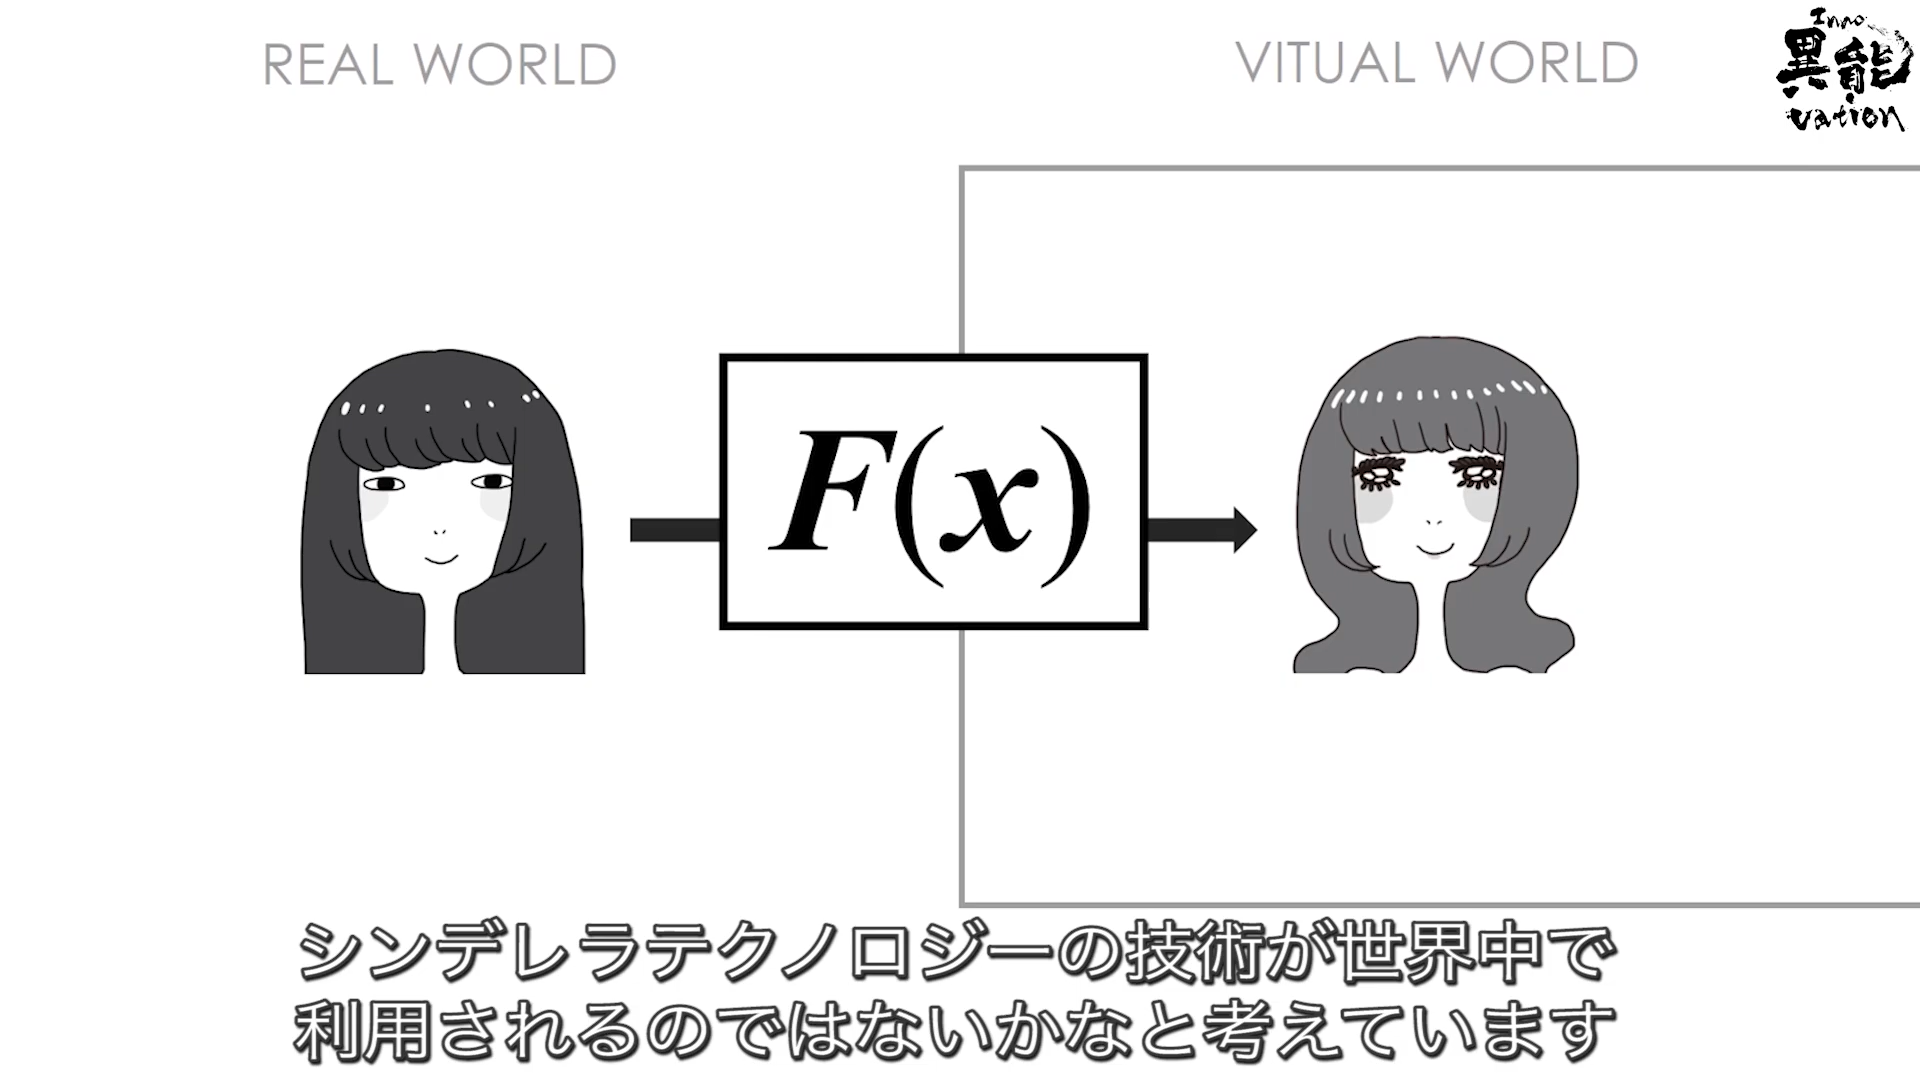 REAL WORLD
VITUAL WORLD
Inno
異能
vation
F(x)
シンデレラテクノロジーの技術が世界中で
利用されるのではないかなと考えています